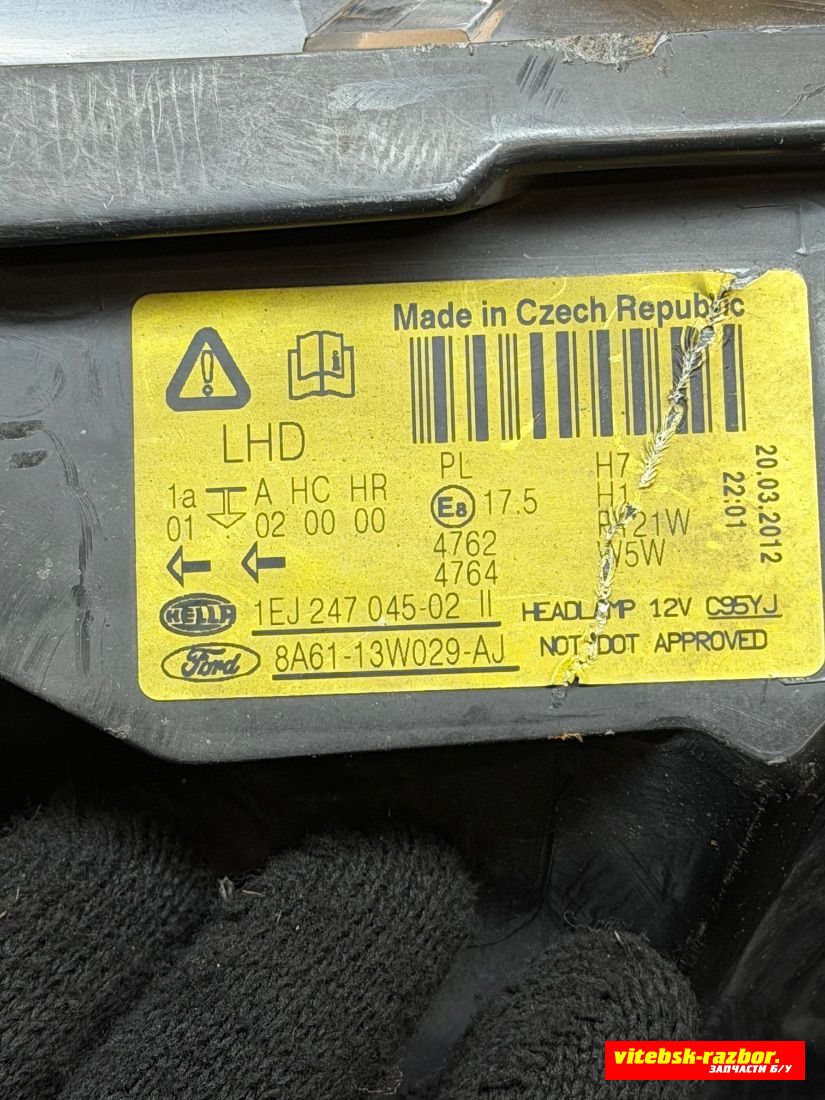 Made in Czech Republic
LHD
PL
1a A HC HR
01 02 00 00
E8 17.5
4762
4764
H7
H1
PY21W
W5W
20.03.2012
22:01
HELLA 1EJ 247 045-02 II
HEADLAMP 12V C95YJ
Ford 8A61-13W029-AJ
NOT DOT APPROVED
vitebsk-razbor.
ЗАПЧАСТИ Б/У